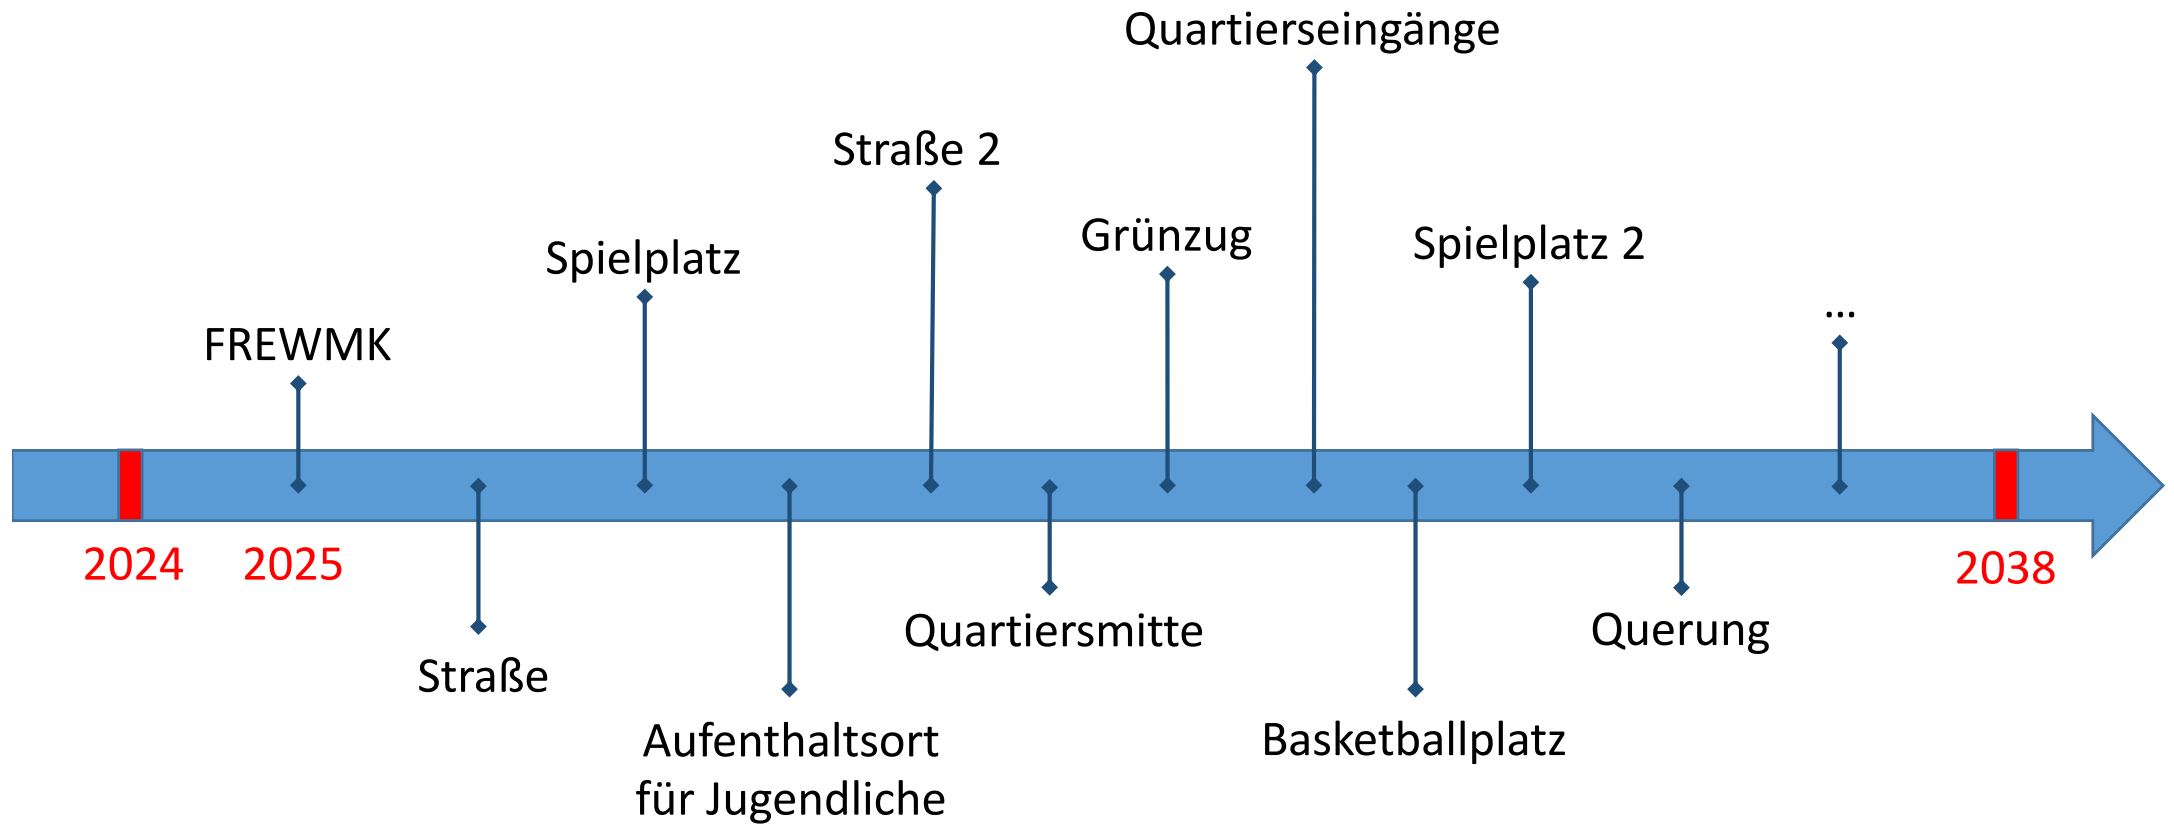 Quartierseingänge
Straße 2
Grünzug
Spielplatz 2
Spielplatz
...
FREWMK
2024
2025
2038
Quartiersmitte
Querung
Straße
Aufenthaltsort
für Jugendliche
Basketballplatz